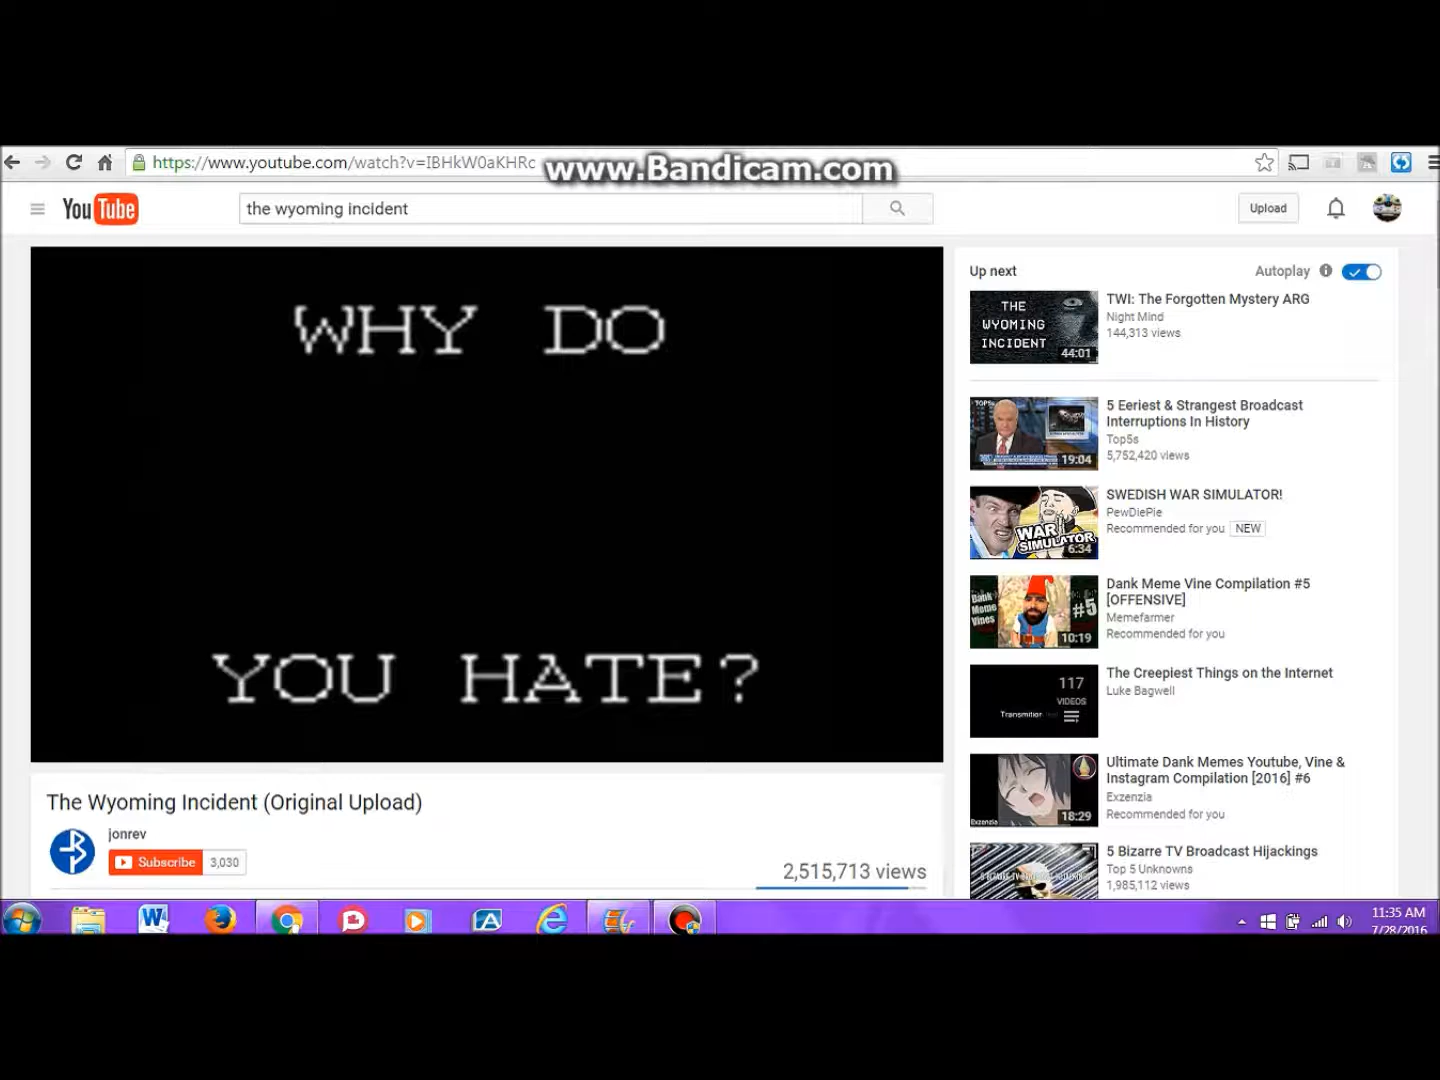 https://www.youtube.com/watch?v=IBHkW0aKHRc
www.Bandicam.com
YouTube
the wyoming incident
Upload
WHY DO
YOU HATE?
The Wyoming Incident (Original Upload)
jonrev
Subscribe 3,030
2,515,713 views
Up next
Autoplay
THE
WYOMING
INCIDENT
44:01
TWI: The Forgotten Mystery ARG
Night Mind
144,313 views
TOP5s
19:04
5 Eeriest & Strangest Broadcast
Interruptions In History
Top5s
5,752,420 views
WAR
SIMULATOR
6:34
SWEDISH WAR SIMULATOR!
PewDiePie
Recommended for you NEW
Dank
Meme
Vines
#5
10:19
Dank Meme Vine Compilation #5
[OFFENSIVE]
Memefarmer
Recommended for you
117
VIDEOS
The Creepiest Things on the Internet
Luke Bagwell
Exzenzia
18:29
Ultimate Dank Memes Youtube, Vine &
Instagram Compilation [2016] #6
Exzenzia
Recommended for you
5 Bizarre TV Broadcast Hijackings
Top 5 Unknowns
1,985,112 views
11:35 AM
7/28/2016